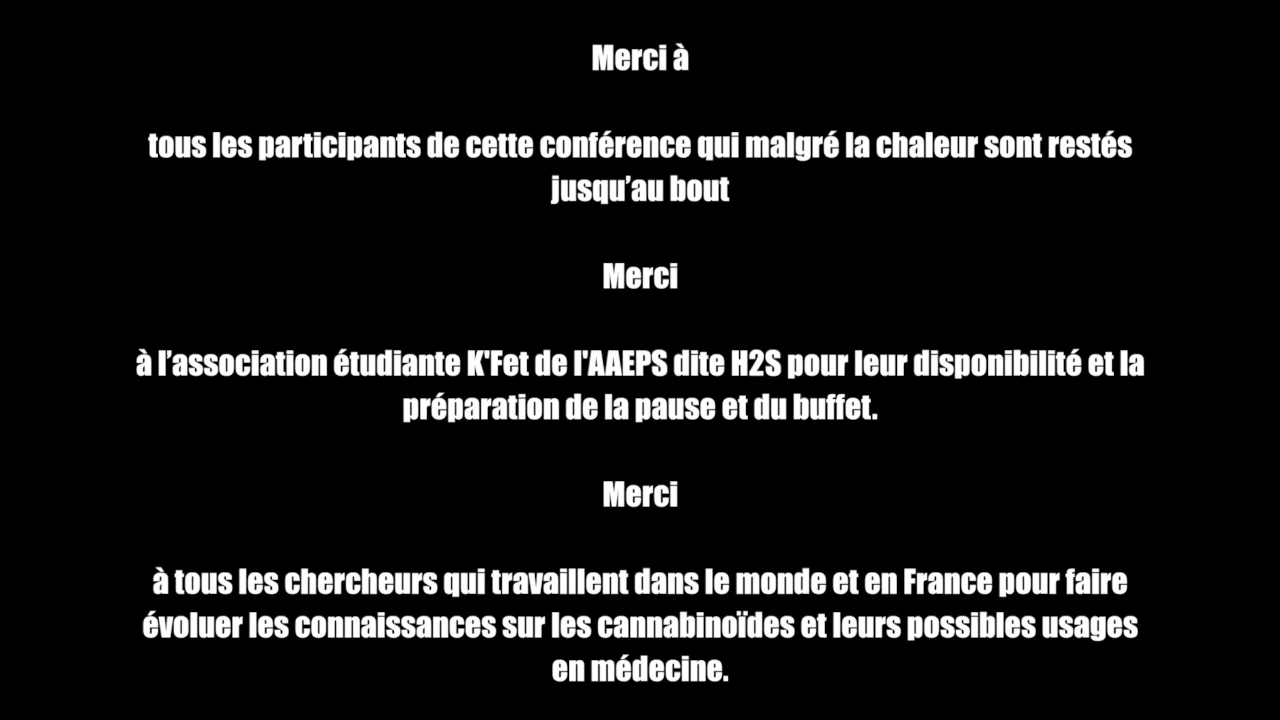 Merci à
tous les participants de cette conférence qui malgré la chaleur sont restés
jusqu’au bout
Merci
à l’association étudiante K'Fet de l'AAEPS dite H2S pour leur disponibilité et la
préparation de la pause et du buffet.
Merci
à tous les chercheurs qui travaillent dans le monde et en France pour faire
évoluer les connaissances sur les cannabinoïdes et leurs possibles usages
en médecine.